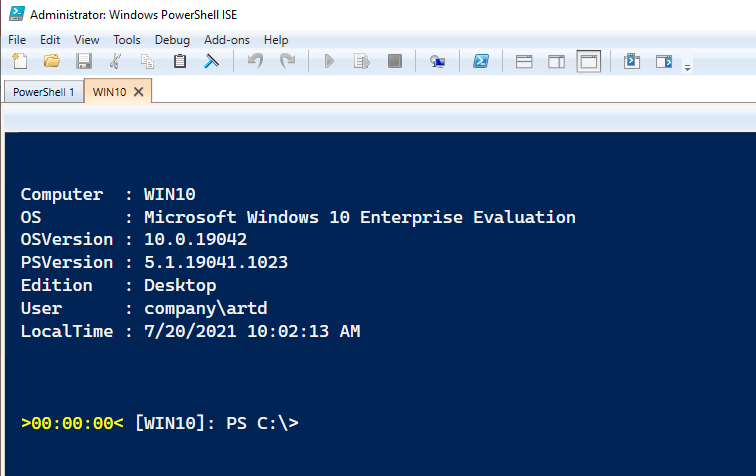 Administrator: Windows PowerShell ISE
File Edit View Tools Debug Add-ons Help
PowerShell 1 WIN10
Computer  : WIN10
OS        : Microsoft Windows 10 Enterprise Evaluation
OSVersion : 10.0.19042
PSVersion : 5.1.19041.1023
Edition   : Desktop
User      : company\artd
LocalTime : 7/20/2021 10:02:13 AM
>00:00:00< [WIN10]: PS C:\>